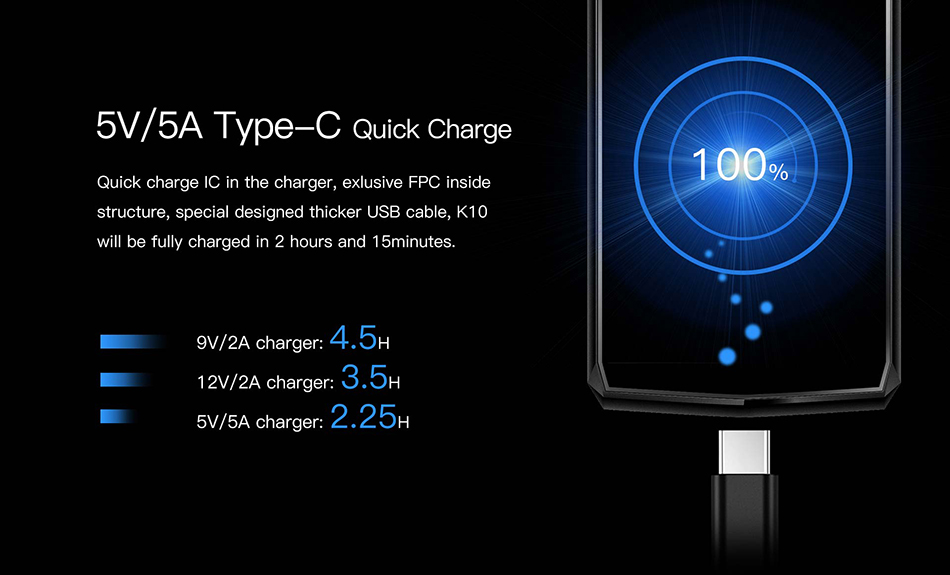 5V/5A Type-C Quick Charge
Quick charge IC in the charger, exlusive FPC inside
structure, special designed thicker USB cable, K10
will be fully charged in 2 hours and 15minutes.
9V/2A charger: 4.5H
12V/2A charger: 3.5H
5V/5A charger: 2.25H
100%